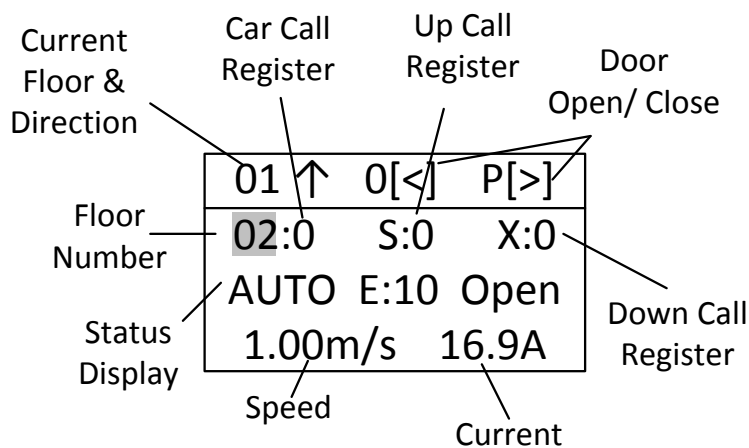 Current
Floor &
Direction
Car Call
Register
Up Call
Register
Door
Open/ Close
01 ↑ 0[<] P[>]
Floor
Number
02:0 S:0 X:0
AUTO E:10 Open
1.00m/s 16.9A
Status
Display
Down Call
Register
Speed
Current